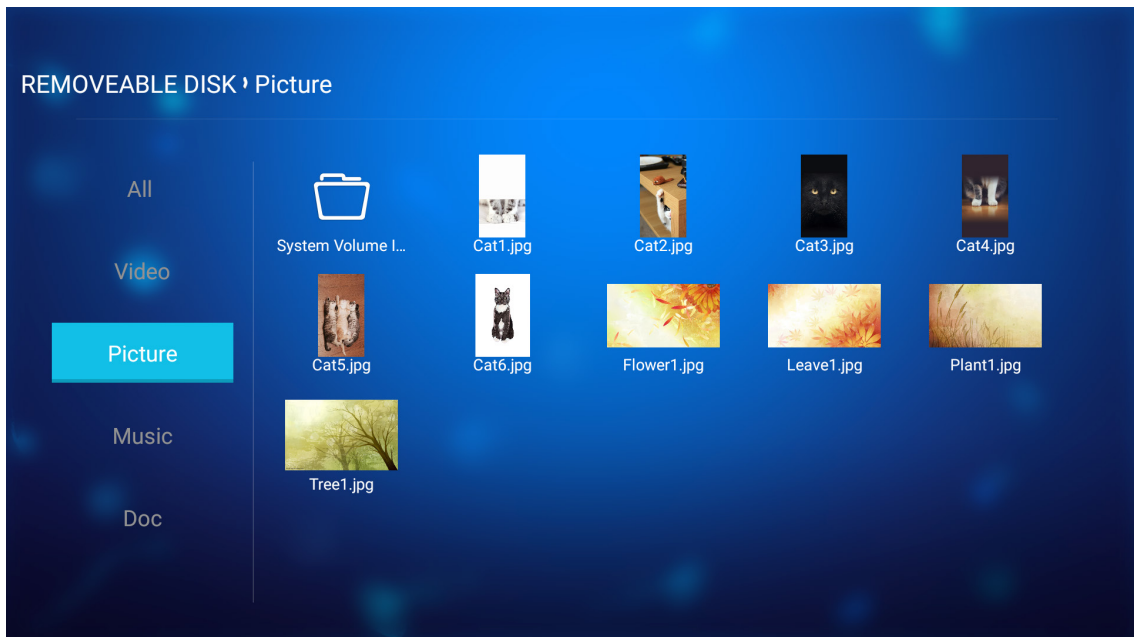 REMOVEABLE DISK Picture
All
Video
Picture
Music
Doc
System Volume I...
Cat1.jpg
Cat2.jpg
Cat3.jpg
Cat4.jpg
Cat5.jpg
Cat6.jpg
Flower1.jpg
Leave1.jpg
Plant1.jpg
Tree1.jpg